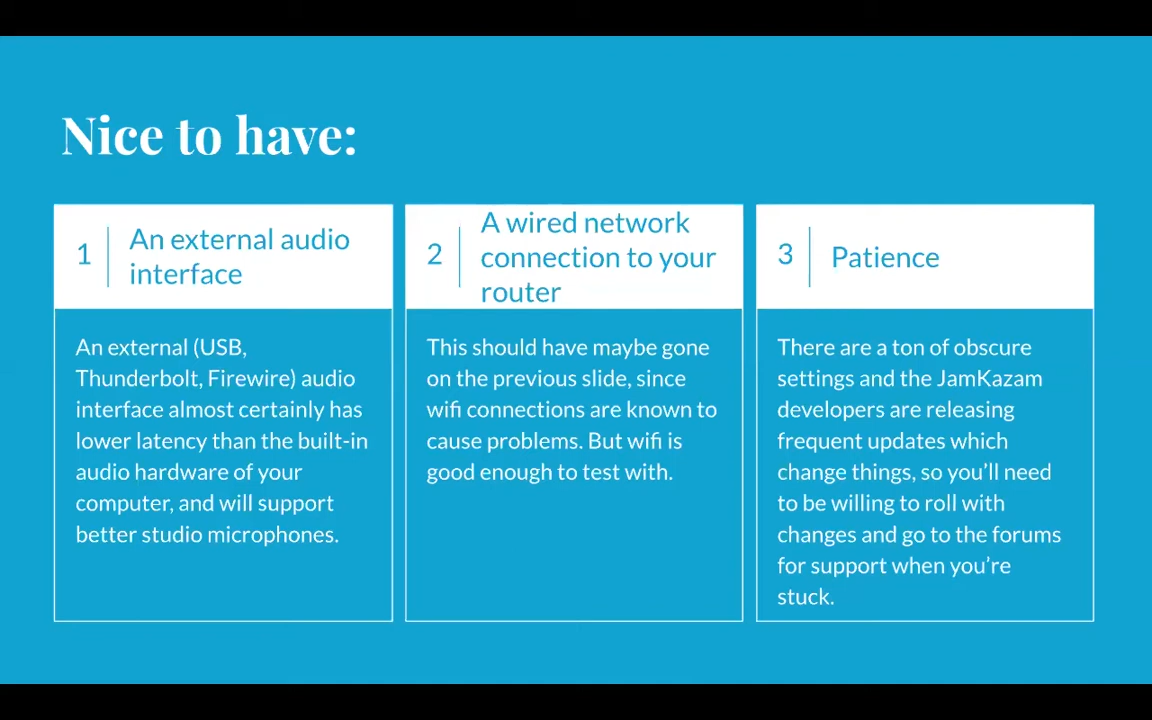 Nice to have:
1
An external audio
interface
An external (USB,
Thunderbolt, Firewire) audio
interface almost certainly has
lower latency than the built-in
audio hardware of your
computer, and will support
better studio microphones.
2
A wired network
connection to your
router
This should have maybe gone
on the previous slide, since
wifi connections are known to
cause problems. But wifi is
good enough to test with.
3
Patience
There are a ton of obscure
settings and the JamKazam
developers are releasing
frequent updates which
change things, so you’ll need
to be willing to roll with
changes and go to the forums
for support when you’re
stuck.